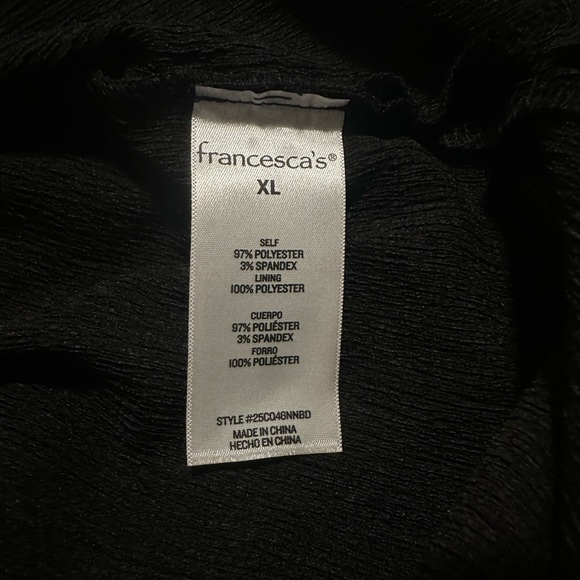 francesca's®
XL
SELF
97% POLYESTER
3% SPANDEX
LINING
100% POLYESTER
CUERPO
97% POLIÉSTER
3% SPANDEX
FORRO
100% POLIÉSTER
STYLE #25CQ46NNBD
MADE IN CHINA
HECHO EN CHINA